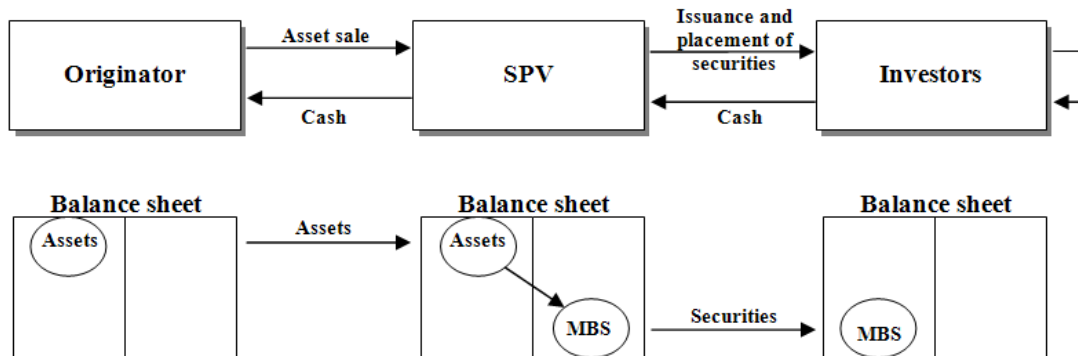 Issuance and
Asset sale
placement of
securities
Originator
SPV
Investors
Cash
Cash
Balance sheet
Balance sheet
Balance sheet
Assets
Assets
Assets
MBS
Securities
MBS